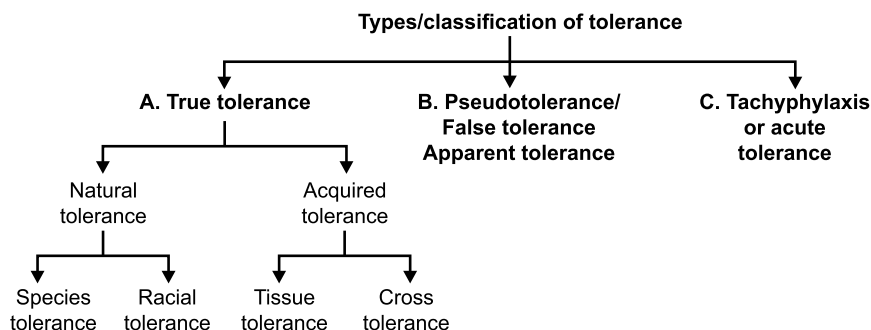 Types/classification of tolerance
A. True tolerance
B. Pseudotolerance/
False tolerance
Apparent tolerance
C. Tachyphylaxis
or acute
tolerance
Natural
tolerance
Acquired
tolerance
Species
tolerance
Racial
tolerance
Tissue
tolerance
Cross
tolerance